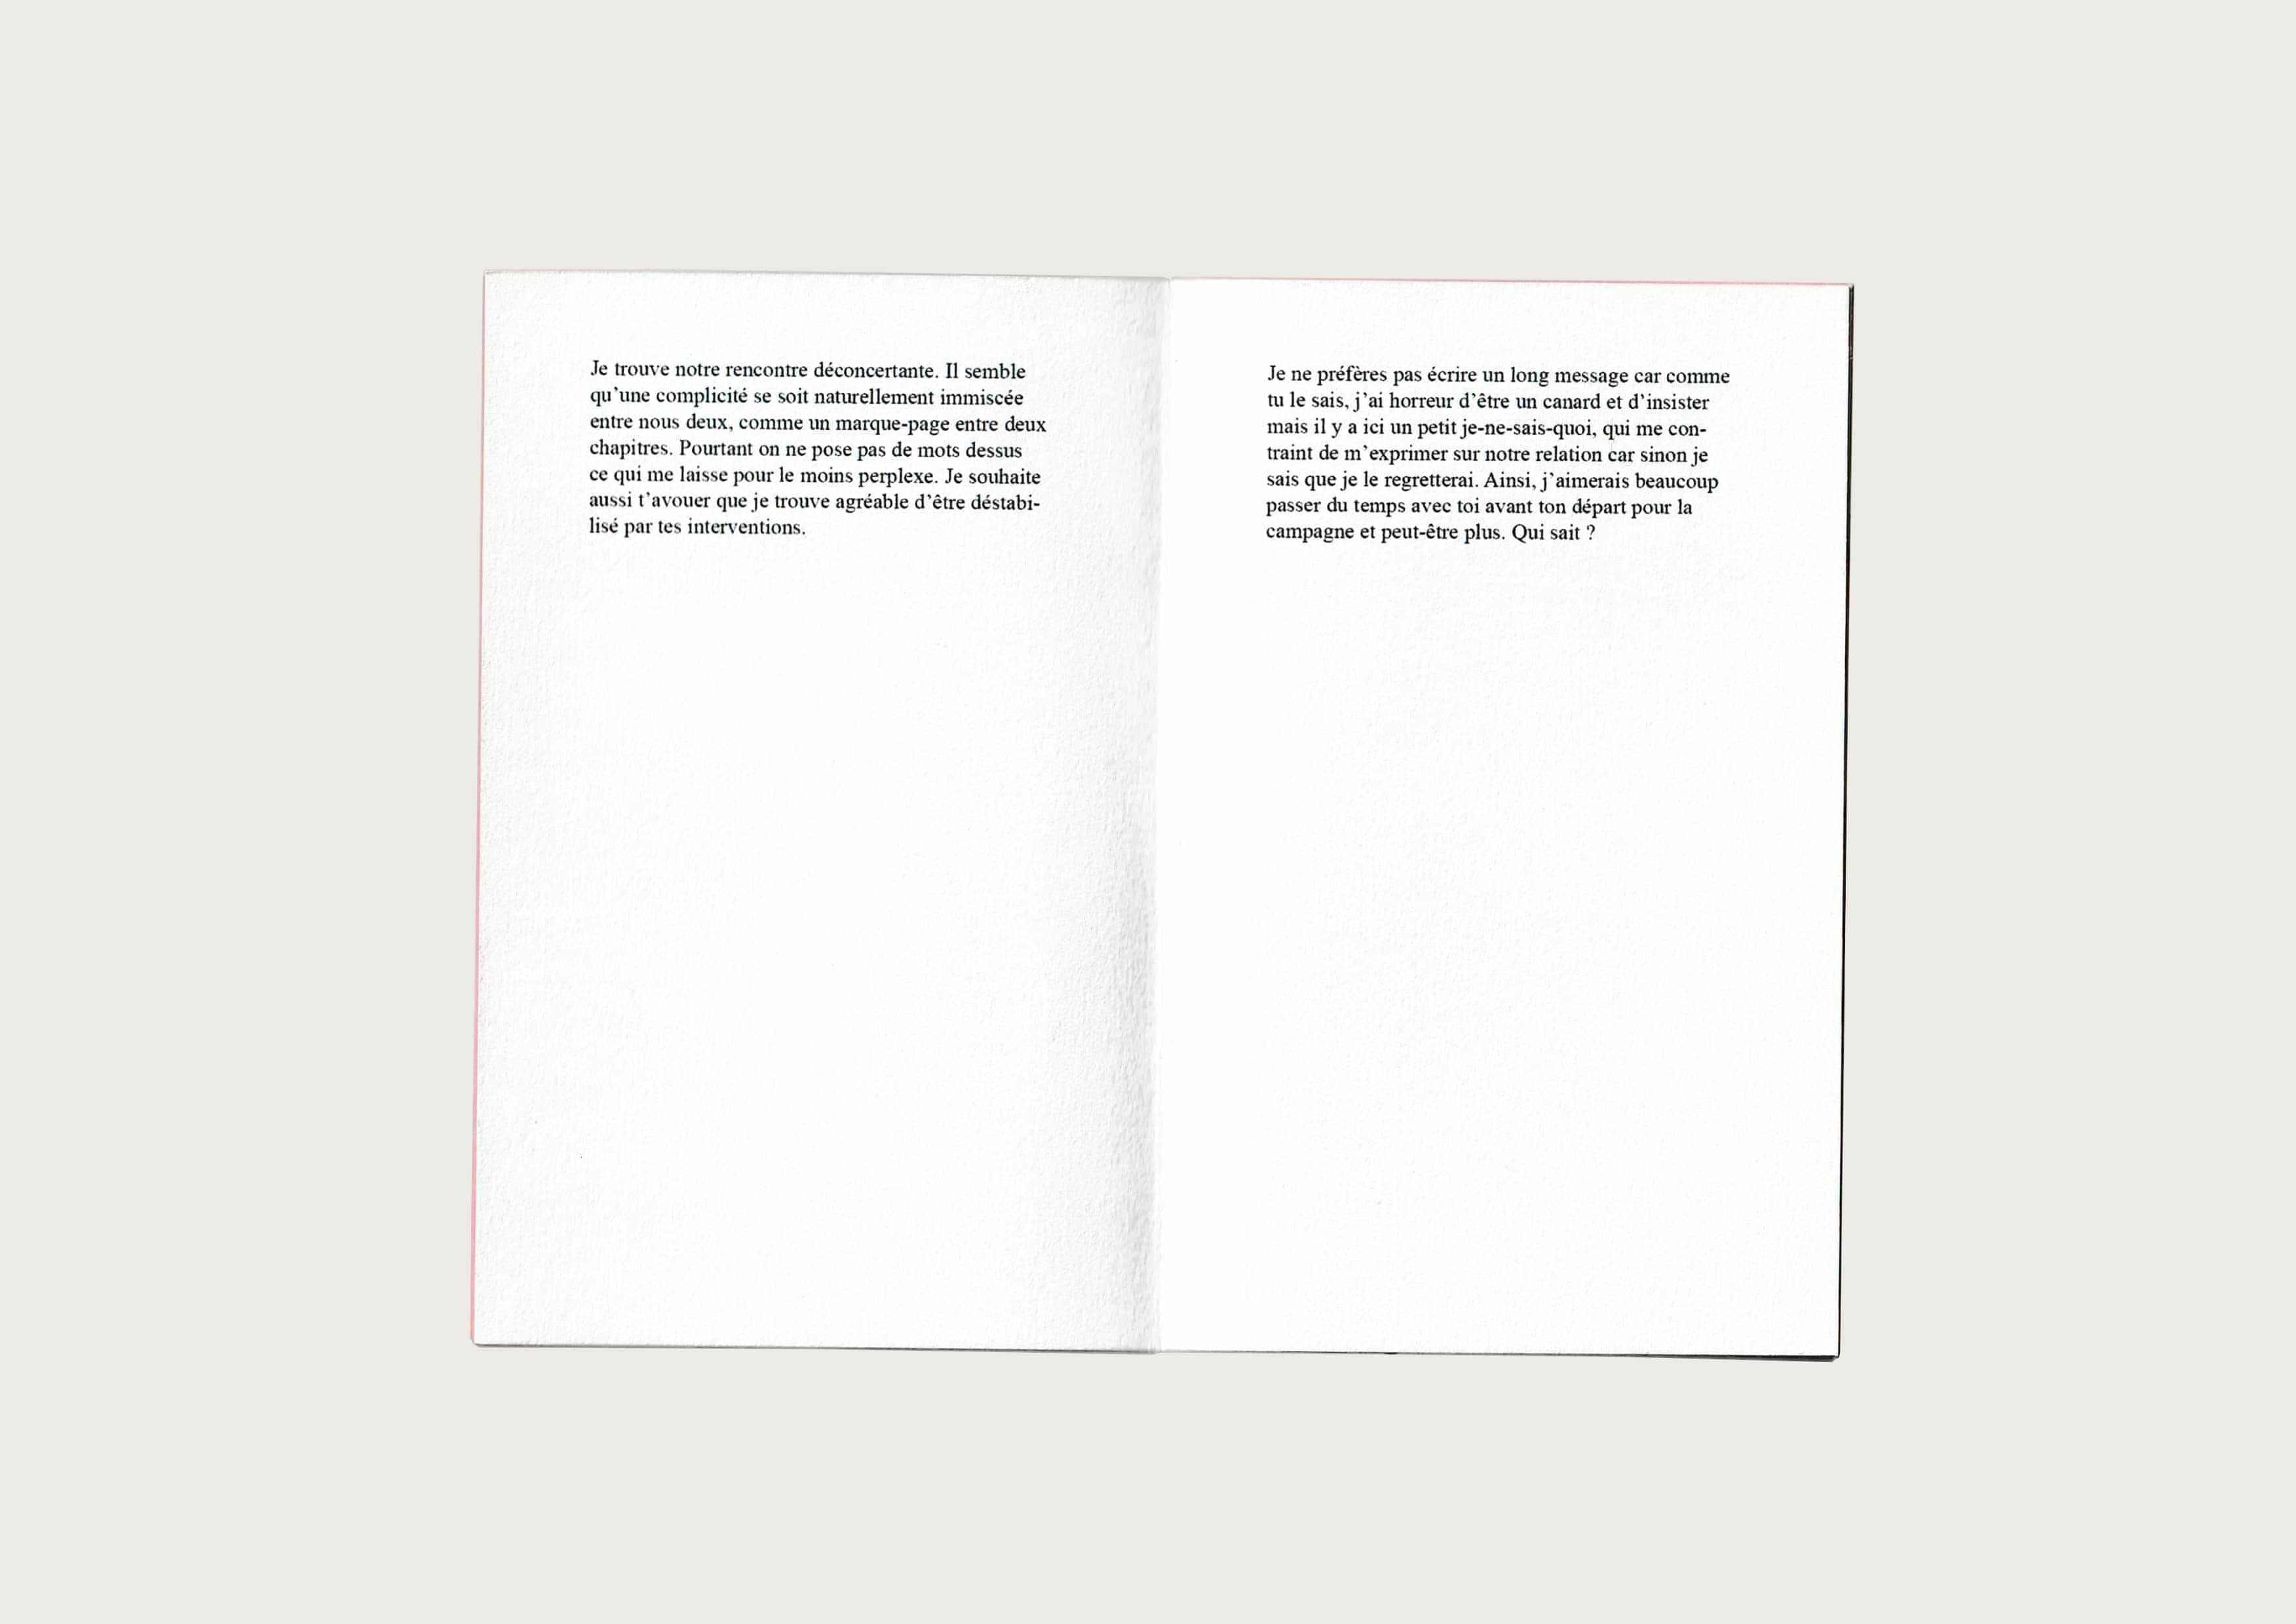 Je trouve notre rencontre déconcertante. Il semble
qu’une complicité se soit naturellement immiscée
entre nous deux, comme un marque-page entre deux
chapitres. Pourtant on ne pose pas de mots dessus
ce qui me laisse pour le moins perplexe. Je souhaite
aussi t’avouer que je trouve agréable d’être déstabi-
lisé par tes interventions.
Je ne préfères pas écrire un long message car comme
tu le sais, j’ai horreur d’être un canard et d’insister
mais il y a ici un petit je-ne-sais-quoi, qui me con-
traint de m’exprimer sur notre relation car sinon je
sais que je le regretterai. Ainsi, j’aimerais beaucoup
passer du temps avec toi avant ton départ pour la
campagne et peut-être plus. Qui sait ?